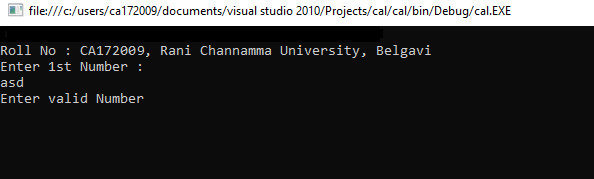 file:///c:/users/ca172009/documents/visual studio 2010/Projects/cal/cal/bin/Debug/cal.EXE
Roll No : CA172009, Rani Channamma University, Belgavi
Enter 1st Number :
asd
Enter valid Number